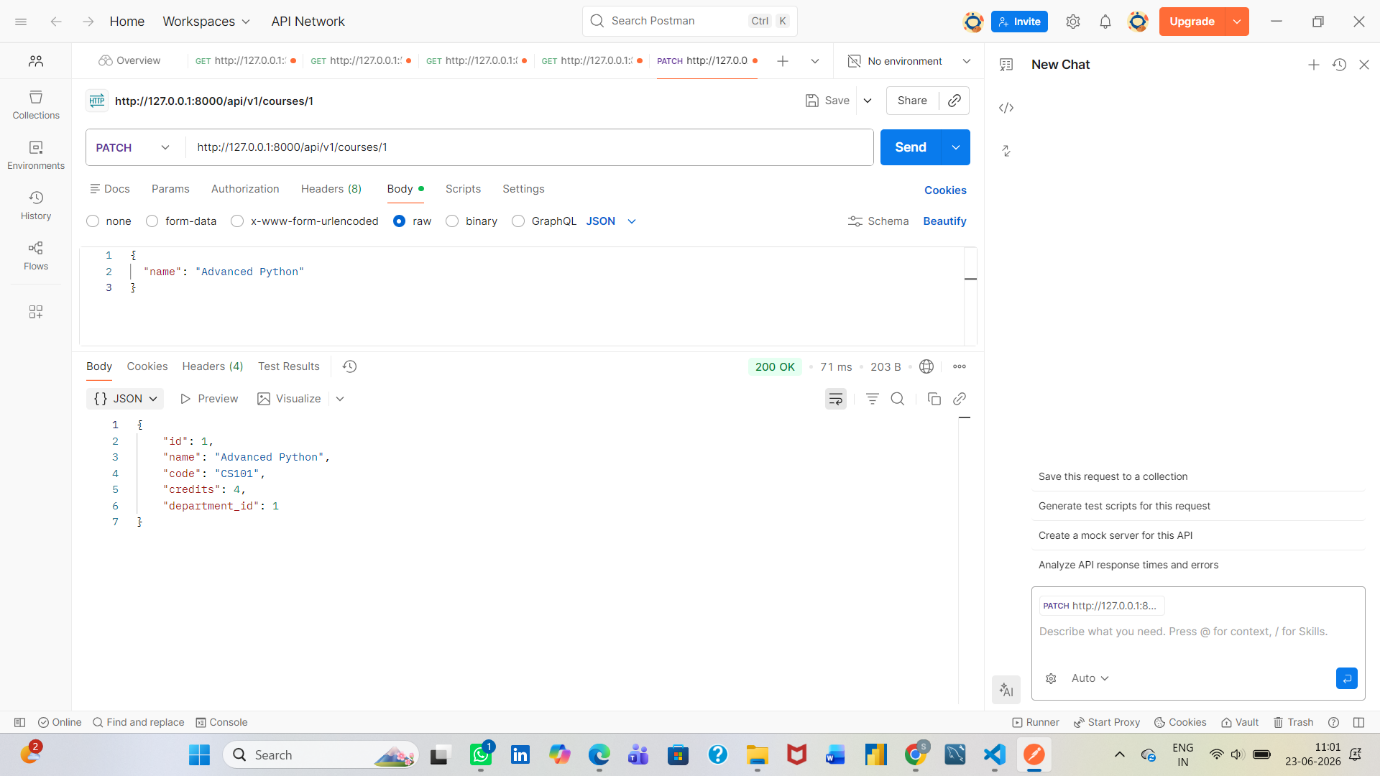 Home Workspaces API Network Search Postman Ctrl K Invite Upgrade
Overview GET http://127.0.0.1: GET http://127.0.0.1: GET http://127.0.0.1: GET http://127.0.0.1: PATCH http://127.0.0 No environment New Chat
HTTP http://127.0.0.1:8000/api/v1/courses/1 Save Share
Collections
PATCH http://127.0.0.1:8000/api/v1/courses/1 Send
Environments
Docs Params Authorization Headers (8) Body Scripts Settings Cookies
History
none form-data x-www-form-urlencoded raw binary GraphQL JSON Schema Beautify
Flows
1 {
2 "name": "Advanced Python"
3 }
Body Cookies Headers (4) Test Results 200 OK 71 ms 203 B
{} JSON Preview Visualize
1 {
2 "id": 1,
3 "name": "Advanced Python",
4 "code": "CS101",
5 "credits": 4,
6 "department_id": 1
7 }
Save this request to a collection
Generate test scripts for this request
Create a mock server for this API
Analyze API response times and errors
PATCH http://127.0.0.1:8...
Describe what you need. Press @ for context, / for Skills.
Auto
AI
Online Find and replace Console Runner Start Proxy Cookies Vault Trash
2 Search 1 ENG 11:01
IN 23-06-2026